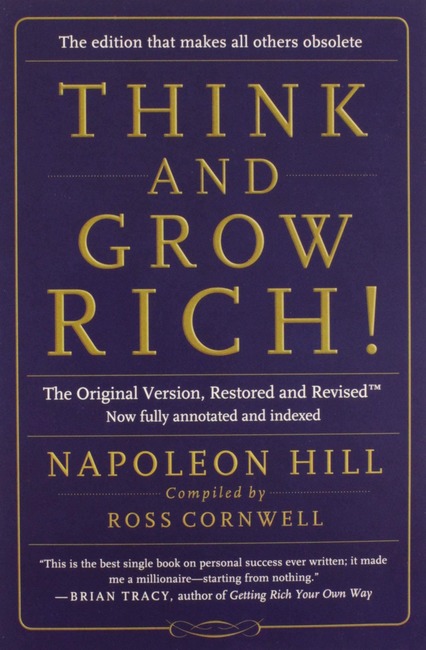 The edition that makes all others obsolete
THINK
AND
GROW
RICH!
The Original Version, Restored and Revised™
Now fully annotated and indexed
NAPOLEON HILL
Compiled by
ROSS CORNWELL
“This is the best single book on personal success ever written; it made
me a millionaire—starting from nothing.”
—BRIAN TRACY, author of Getting Rich Your Own Way